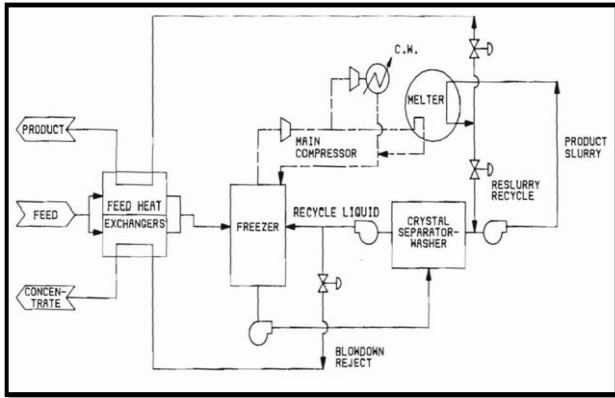 C.W.
MELTER
PRODUCT
MAIN
COMPRESSOR
PRODUCT
SLURRY
FEED HEAT
EXCHANGERS
RESLURRY
RECYCLE
FEED
RECYCLE LIQUID
FREEZER
CRYSTAL
SEPARATOR-
WASHER
CONCEN-
TRATE
BLOWDOWN
REJECT